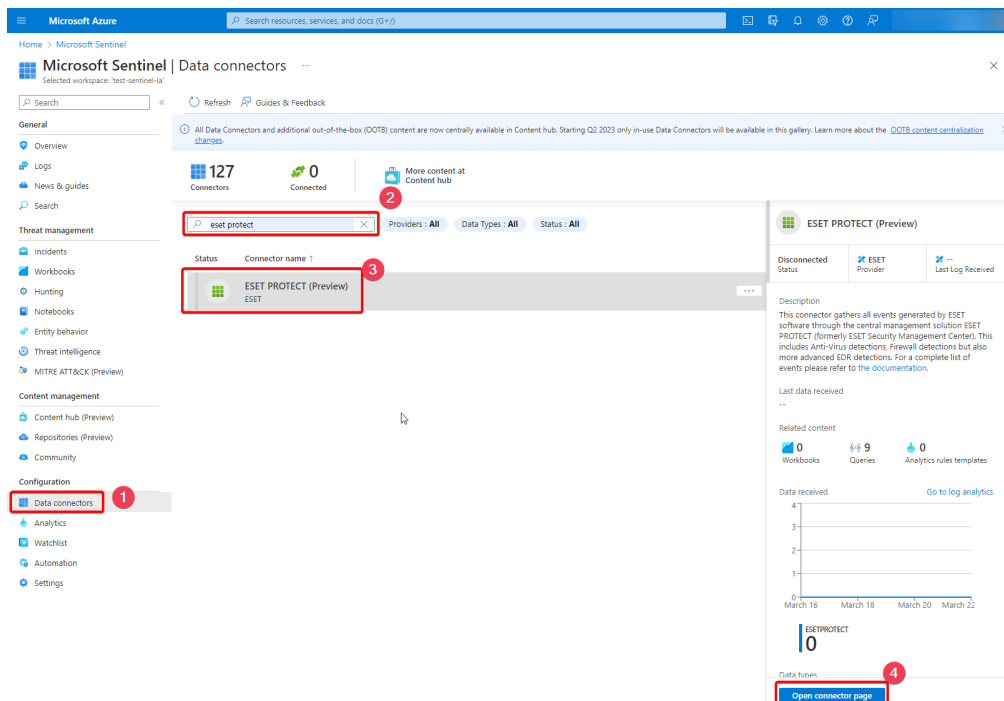 Microsoft Azure
Search resources, services, and docs (G+/)
Home > Microsoft Sentinel
Microsoft Sentinel | Data connectors ...
Selected workspace: 'test-sentinel-la'
Search
«
Refresh
Guides & Feedback
General
Overview
Logs
News & guides
Search
Threat management
Incidents
Workbooks
Hunting
Notebooks
Entity behavior
Threat intelligence
MITRE ATT&CK (Preview)
Content management
Content hub (Preview)
Repositories (Preview)
Community
Configuration
Data connectors
1
Analytics
Watchlist
Automation
Settings
All Data Connectors and additional out-of-the-box (OOTB) content are now centrally available in Content hub. Starting Q2 2023 only in-use Data Connectors will be available in this gallery. Learn more about the OOTB content centralization
changes.
127
Connectors
0
Connected
More content at
Content hub
2
eset protect
Providers : All
Data Types : All
Status : All
Status
Connector name ↑
3
ESET PROTECT (Preview)
ESET
...
ESET PROTECT (Preview)
Disconnected
Status
ESET
Provider
--
Last Log Received
Description
This connector gathers all events generated by ESET
software through the central management solution ESET
PROTECT (formerly ESET Security Management Center). This
includes Anti-Virus detections, Firewall detections but also
more advanced EDR detections. For a complete list of
events please refer to the documentation.
Last data received
--
Related content
0
Workbooks
9
Queries
0
Analytics rules templates
Data received
Go to log analytics
4
3
2
1
0
March 16
March 18
March 20
March 22
ESETPROTECT
0
Data types
4
Open connector page